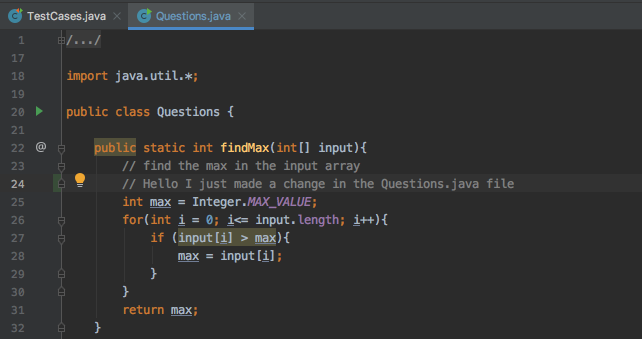 TestCases.java × Questions.java ×
1 /.../
17
18 import java.util.*;
19
20 public class Questions {
21
22 @ public static int findMax(int[] input){
23 // find the max in the input array
24 // Hello I just made a change in the Questions.java file
25 int max = Integer.MAX_VALUE;
26 for(int i = 0; i<= input.length; i++){
27 if (input[i] > max){
28 max = input[i];
29 }
30 }
31 return max;
32 }